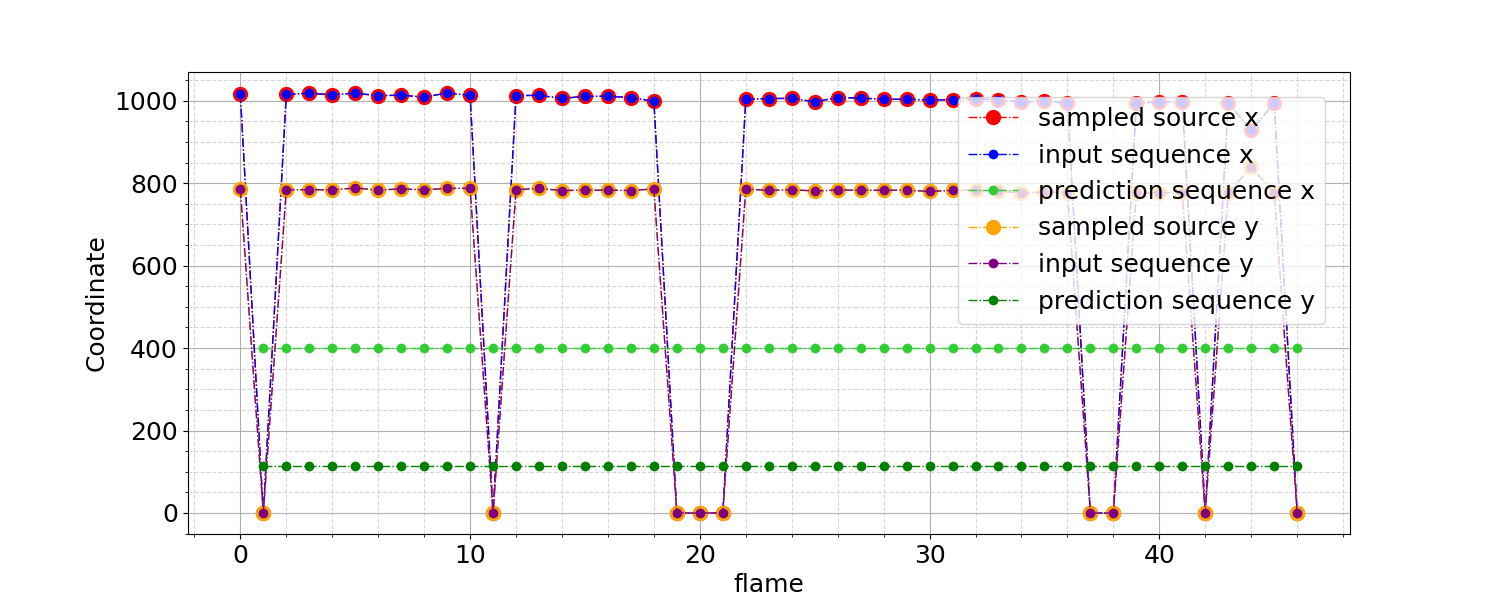 1000
800
600
400
200
0
Coordinate
0 10 20 30 40
flame
sampled source x
input sequence x
prediction sequence x
sampled source y
input sequence y
prediction sequence y